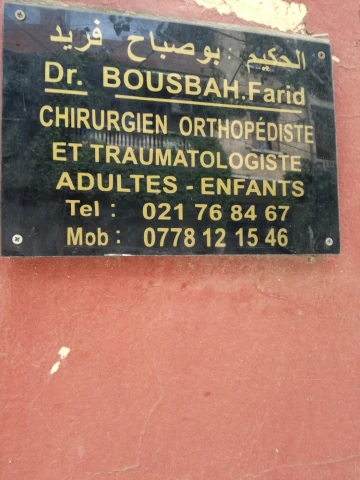 الحكيم : بوصباح فريد
Dr. BOUSBAH.Farid
CHIRURGIEN ORTHOPÉDISTE
ET TRAUMATOLOGISTE
ADULTES - ENFANTS
Tel : 021 76 84 67
Mob : 0778 12 15 46